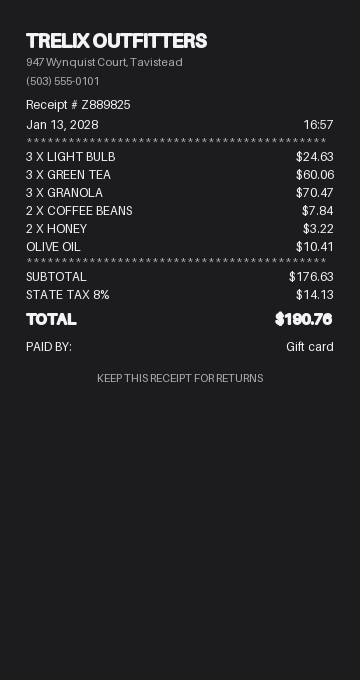 TRELIX OUTFITTERS
947 Wynquist Court, Tavistead
(503) 555-0101
Receipt # Z889825
Jan 13, 2028 16:57
*******************************************
3 X LIGHT BULB $24.63
3 X GREEN TEA $60.06
3 X GRANOLA $70.47
2 X COFFEE BEANS $7.84
2 X HONEY $3.22
OLIVE OIL $10.41
*******************************************
SUBTOTAL $176.63
STATE TAX 8% $14.13
TOTAL $190.76
PAID BY: Gift card
KEEP THIS RECEIPT FOR RETURNS